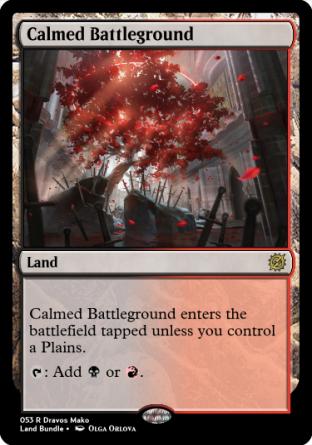 Calmed Battleground
Land
Calmed Battleground enters the
battlefield tapped unless you control
a Plains.
: Add or .
053 R Dravos Mako
Land Bundle • Olga Orlova